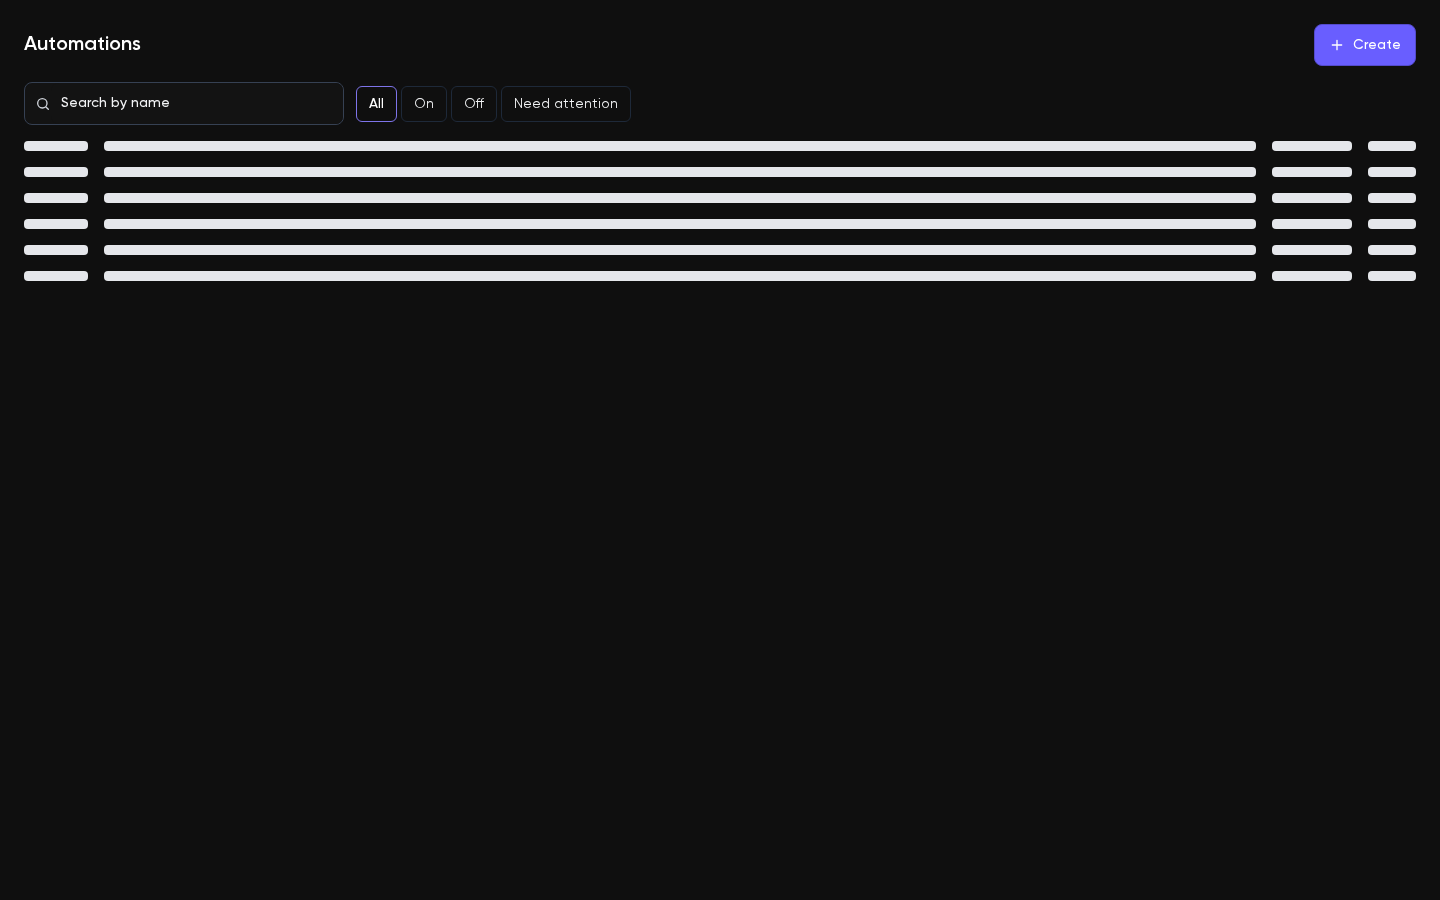 Automations
Create
Search by name
All
On
Off
Need attention